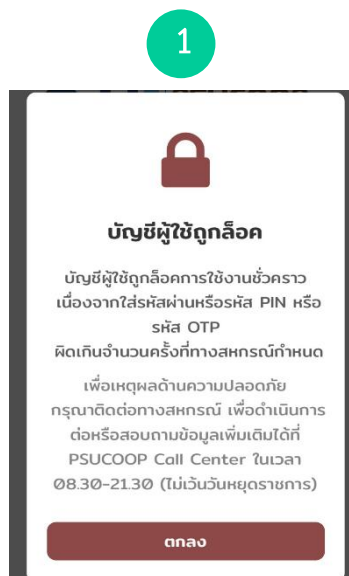 1
บัญชีผู้ใช้ถูกล็อค
บัญชีผู้ใช้ถูกล็อคการใช้งานชั่วคราว
เนื่องจากใส่รหัสผ่านหรือรหัส PIN หรือ
รหัส OTP
ผิดเกินจำนวนครั้งที่ทางสหกรณ์กำหนด
เพื่อเหตุผลด้านความปลอดภัย
กรุณาติดต่อทางสหกรณ์ เพื่อดำเนินการ
ต่อหรือสอบถามข้อมูลเพิ่มเติมได้ที่
PSUCOOP Call Center ในเวลา
08.30-21.30 (ไม่เว้นวันหยุดราชการ)
ตกลง